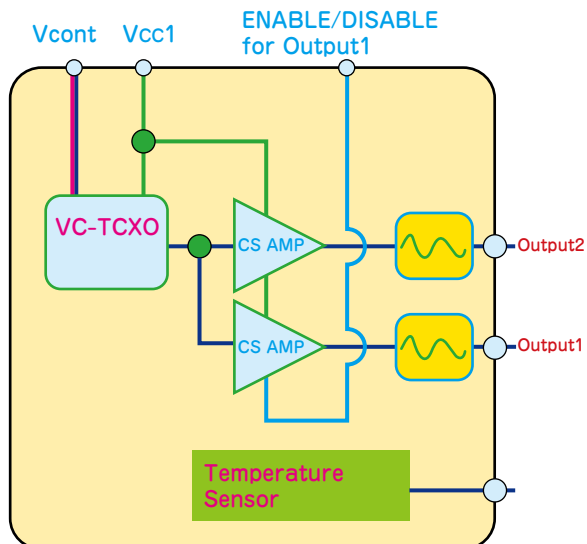 Vcont
Vcc1
ENABLE/DISABLE
for Output1
VC-TCXO
CS AMP
Output2
CS AMP
Output1
Temperature
Sensor